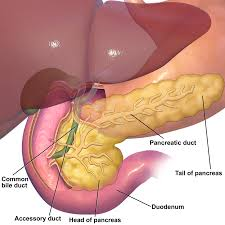 Pancreatic duct
Tail of pancreas
Common
bile duct
Duodenum
Accessory duct
Head of pancreas